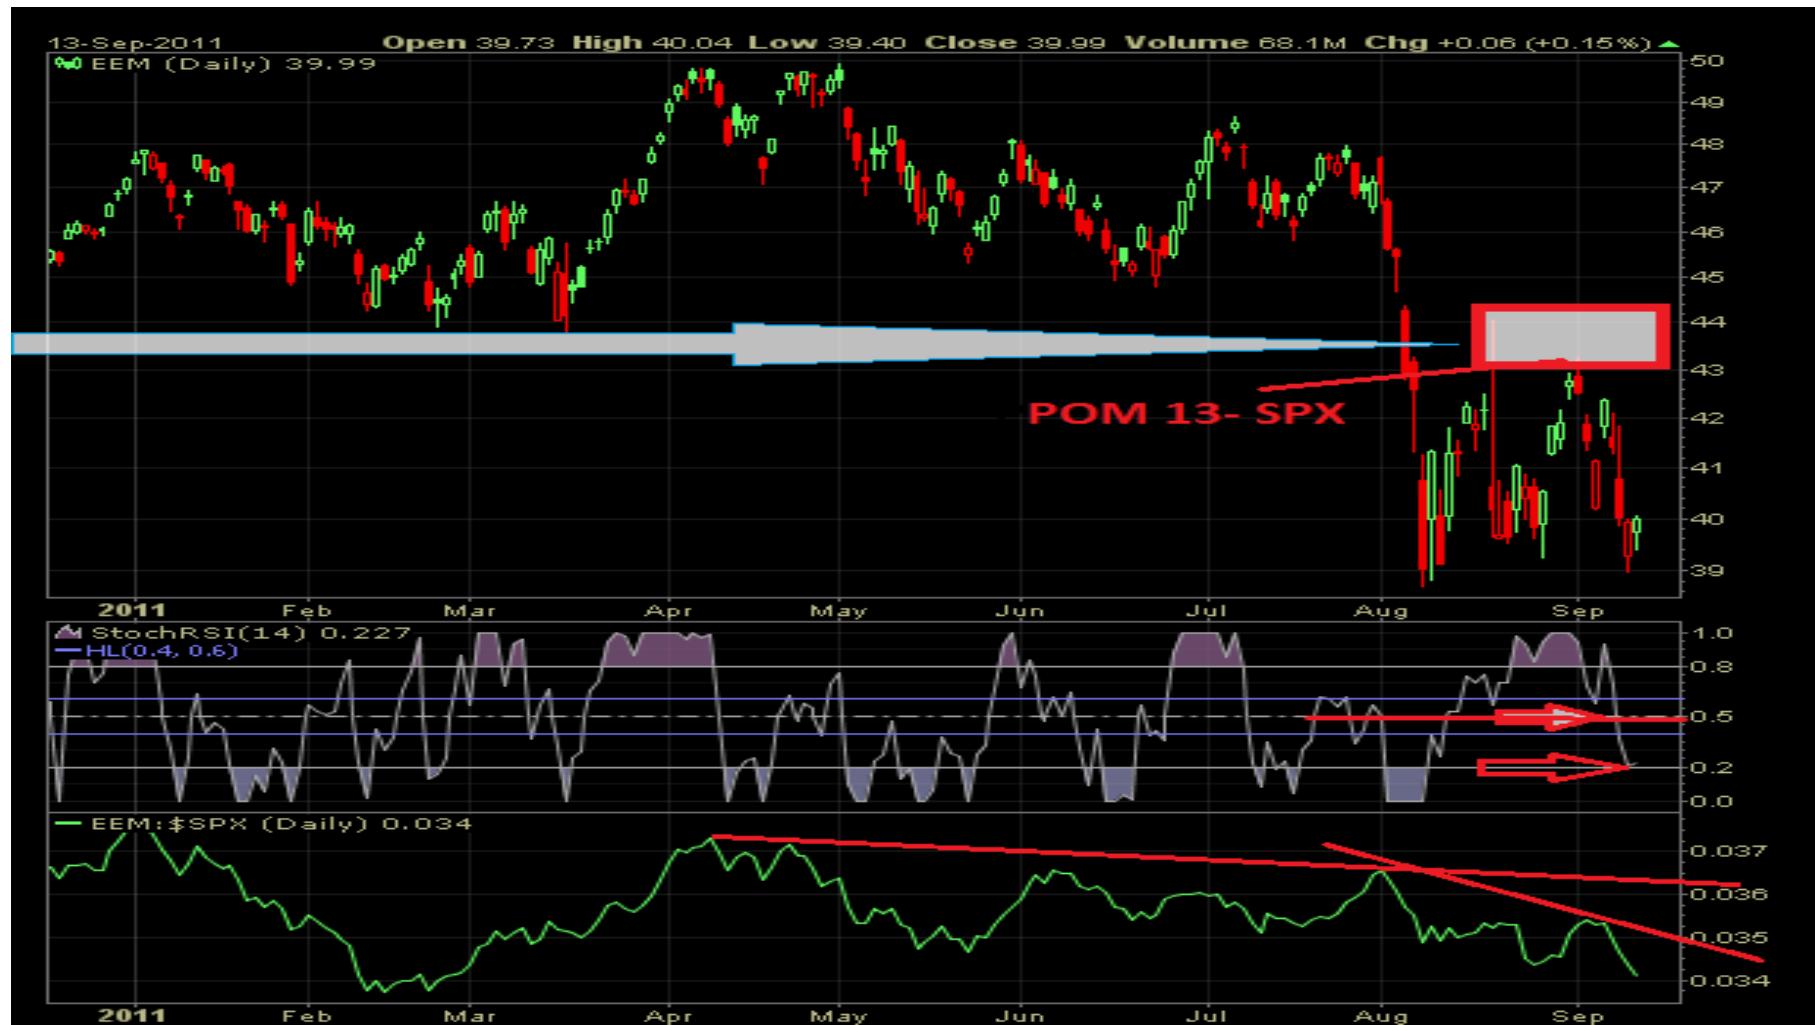 13-Sep-2011 Open 39.73 High 40.04 Low 39.40 Close 39.99 Volume 68.1M Chg +0.06 (+0.15%)
EEM (Daily) 39.99
50
49
48
47
46
45
44
43
POM 13- SPX
42
41
40
39
2011 Feb Mar Apr May Jun Jul Aug Sep
StochRSI(14) 0.227
HL(0.4, 0.6)
1.0
0.8
0.5
0.2
0.0
EEM:$SPX (Daily) 0.034
0.037
0.036
0.035
0.034
2011 Feb Mar Apr May Jun Jul Aug Sep